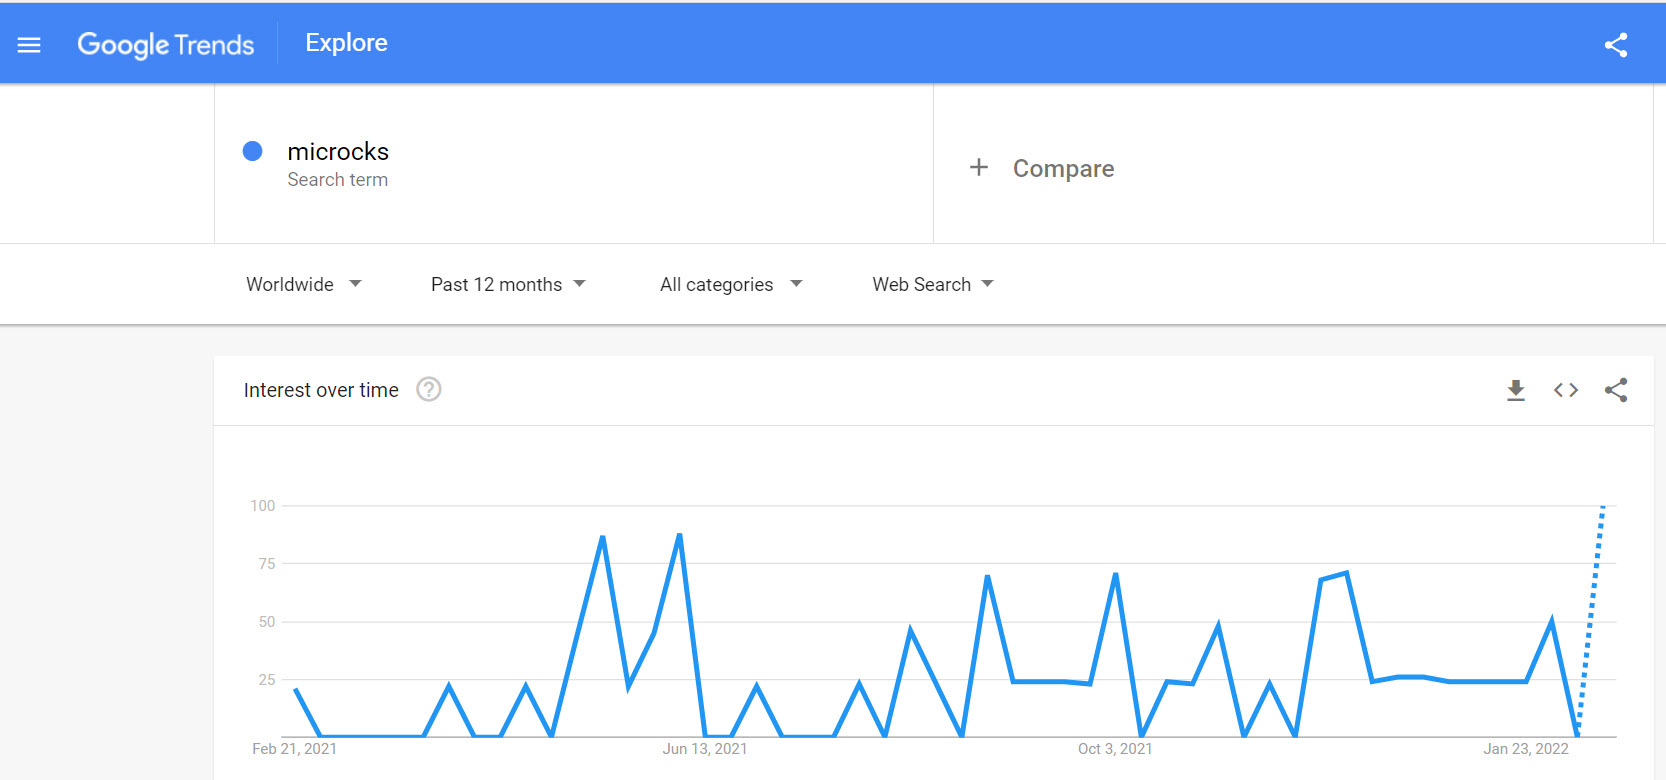 Google Trends Explore
microcks
Search term
+ Compare
Worldwide Past 12 months All categories Web Search
Interest over time ?
100
75
50
25
Feb 21, 2021 Jun 13, 2021 Oct 3, 2021 Jan 23, 2022